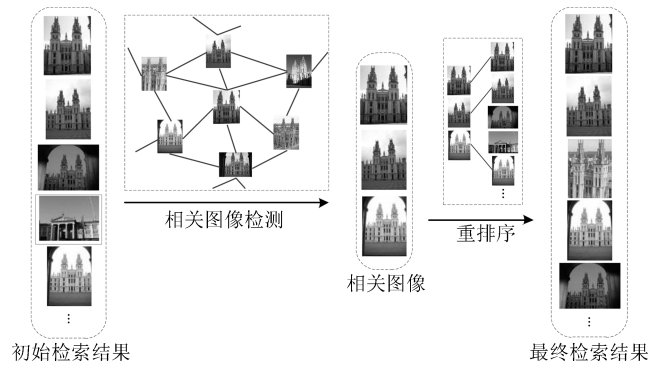 相关图像检测
重排序
相关图像
初始检索结果
最终检索结果